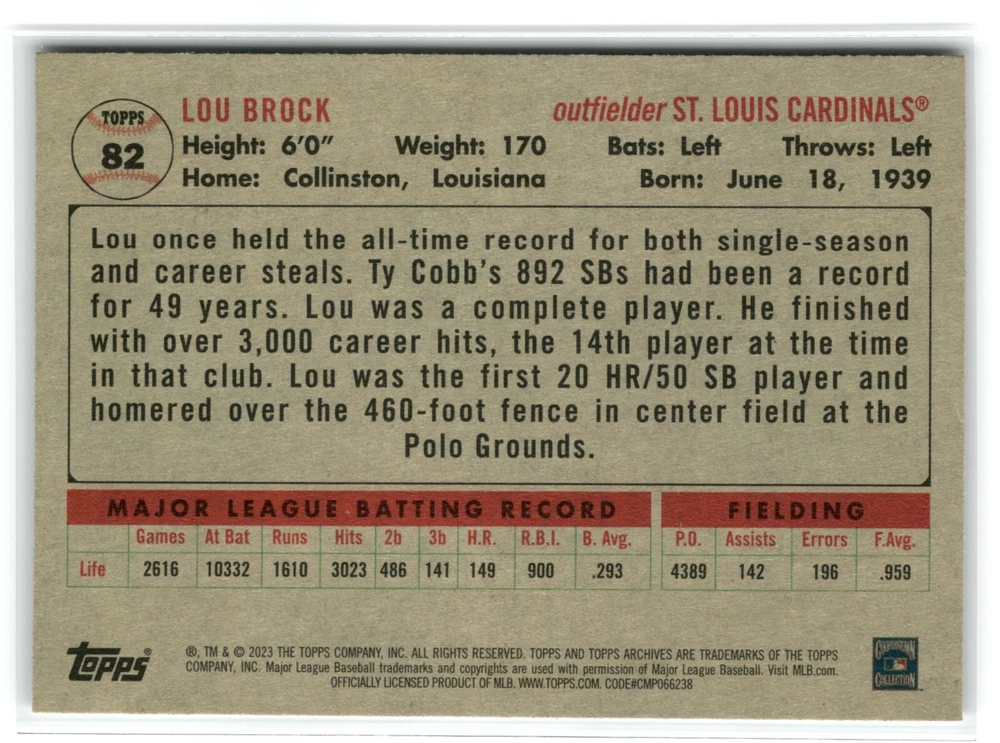 TOPPS
82
LOU BROCK
outfielder ST. LOUIS CARDINALS®
Height: 6'0" Weight: 170 Bats: Left Throws: Left
Home: Collinston, Louisiana Born: June 18, 1939
Lou once held the all-time record for both single-season
and career steals. Ty Cobb's 892 SBs had been a record
for 49 years. Lou was a complete player. He finished
with over 3,000 career hits, the 14th player at the time
in that club. Lou was the first 20 HR/50 SB player and
homered over the 460-foot fence in center field at the
Polo Grounds.
MAJOR LEAGUE BATTING RECORD FIELDING
Games At Bat Runs Hits 2b 3b H.R. R.B.I. B. Avg. P.O. Assists Errors F.Avg.
Life 2616 10332 1610 3023 486 141 149 900 .293 4389 142 196 .959
topps®
®, TM & © 2023 THE TOPPS COMPANY, INC. ALL RIGHTS RESERVED. TOPPS AND TOPPS ARCHIVES ARE TRADEMARKS OF THE TOPPS
COMPANY, INC. Major League Baseball trademarks and copyrights are used with permission of Major League Baseball. Visit MLB.com.
OFFICIALLY LICENSED PRODUCT OF MLB. WWW.TOPPS.COM. CODE#CMP066238
COOPERSTOWN
COLLECTION